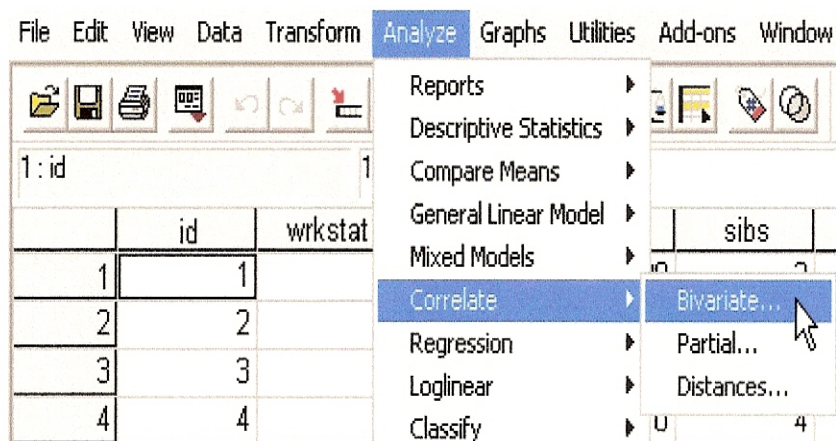 File Edit View Data Transform Analyze Graphs Utilities Add-ons Window
Reports
Descriptive Statistics
1 : id 1 Compare Means
id wrkstat General Linear Model sibs
Mixed Models
1 1
Correlate Bivariate...
2 2
Regression Partial...
3 3
Loglinear Distances...
4 4 Classify 4